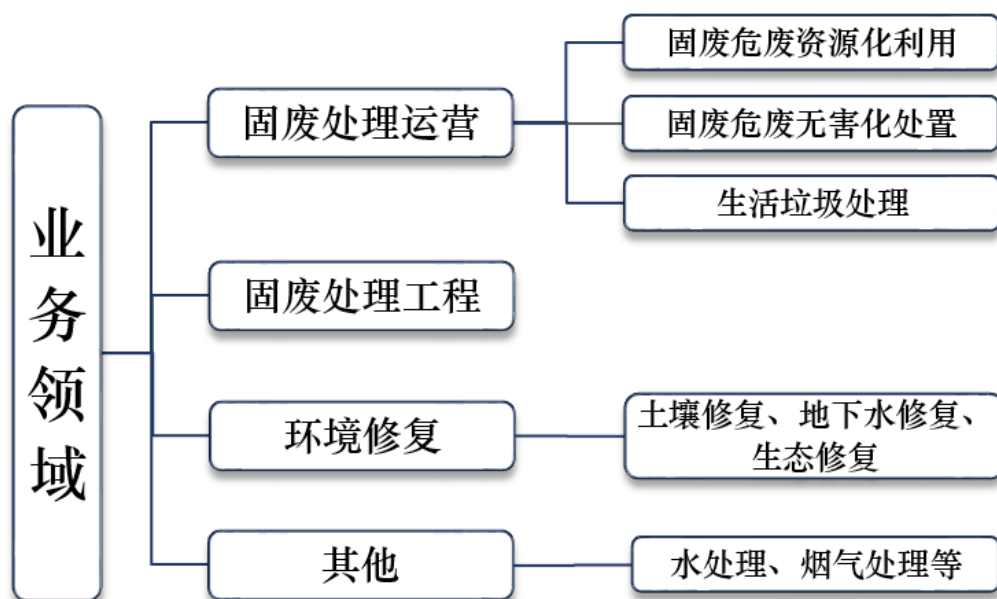 业务领域
固废处理运营
固废危废资源化利用
固废危废无害化处置
生活垃圾处理
固废处理工程
环境修复
土壤修复、地下水修复、
生态修复
其他
水处理、烟气处理等